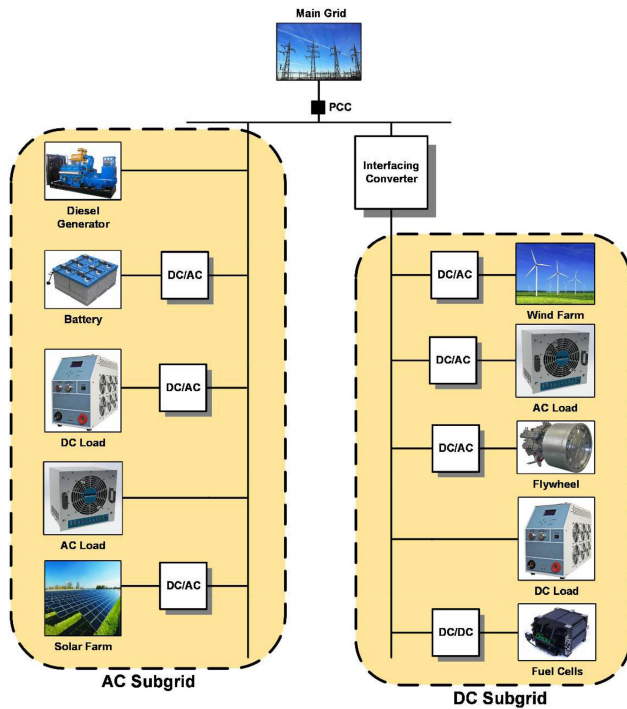 Main Grid
PCC
Interfacing
Converter
Diesel
Generator
DC/AC
Battery
DC/AC
DC Load
AC Load
DC/AC
Solar Farm
AC Subgrid
DC/AC
Wind Farm
DC/AC
AC Load
DC/AC
Flywheel
DC Load
DC/DC
Fuel Cells
DC Subgrid